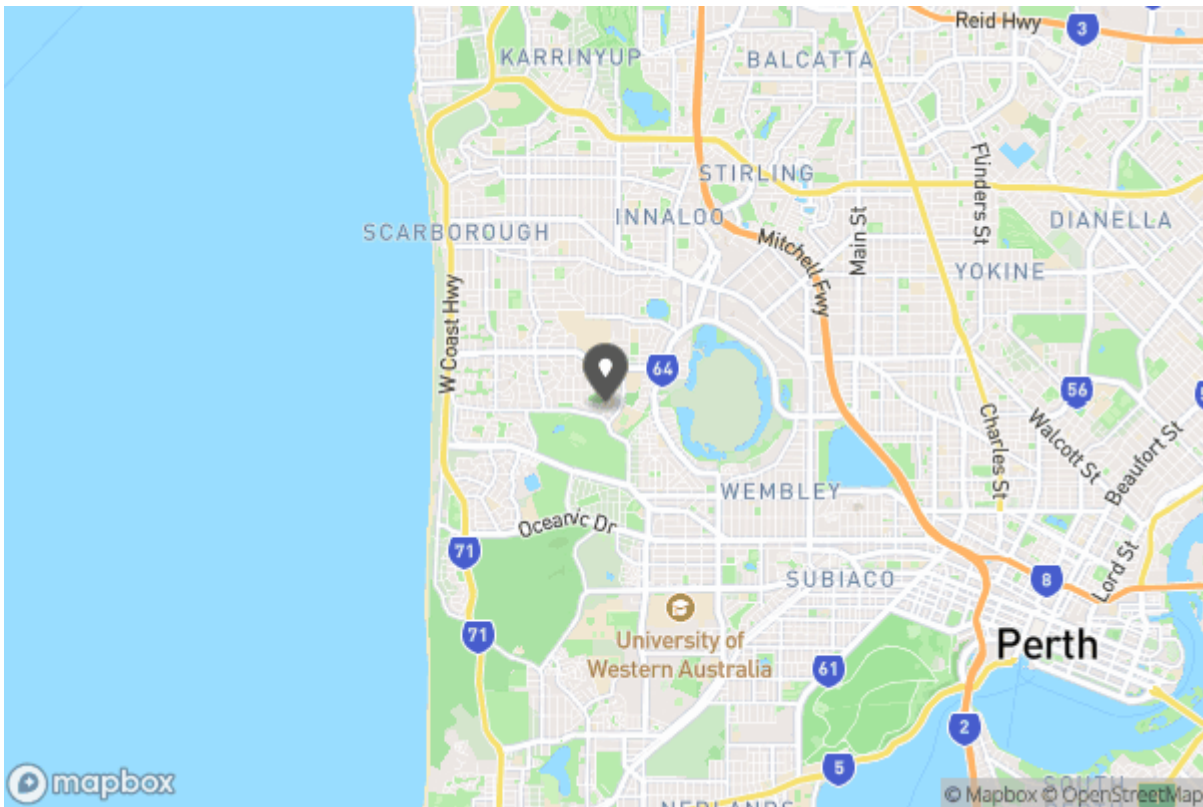 Reid Hwy
3
KARRINYUP
BALCATTA
Flinders St
STIRLING
INNALOO
DIANELLA
SCARBOROUGH
Main St
Mitchell Fwy
YOKINE
W Coast Hwy
64
56
Charles St
Walcott St
Beaufort St
WEMBLEY
Oceanic Dr
71
8
Lord St
SUBIACO
71
University of
Western Australia
Perth
61
2
5
mapbox
© Mapbox © OpenStreetMap